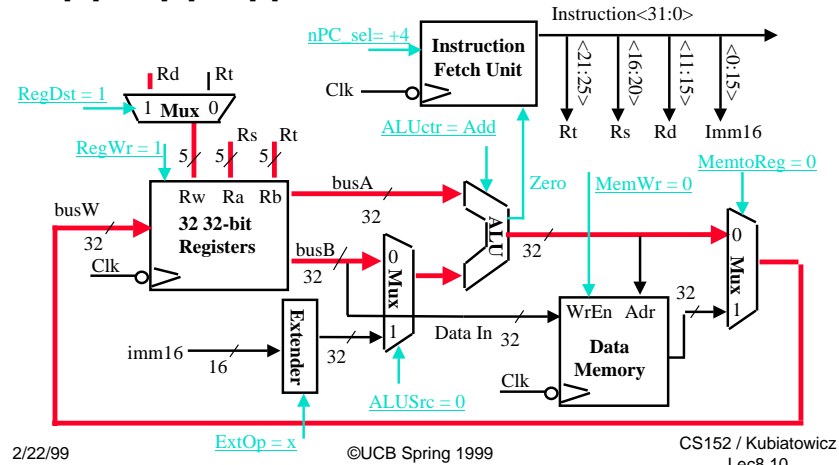 Instruction<31:0>
nPC_sel= +4
Instruction
Fetch Unit
Clk
<21:25>
<16:20>
<11:15>
<0:15>
Rt
Rs
Rd
Imm16
Rd
Rt
RegDst = 1
1 Mux 0
ALUctr = Add
RegWr = 1
Rs
Rt
5
5
5
Zero
MemWr = 0
MemtoReg = 0
busA
32
Rw
Ra
Rb
busW
32
32 32-bit
Registers
Clk
busB
32
0
Mux
1
ALU
32
0
Mux
1
32
WrEn
Adr
Data In
32
Data
Memory
Clk
imm16
16
Extender
32
ALUSrc = 0
ExtOp = x
2/22/99
©UCB Spring 1999
CS152 / Kubiatowicz
Lec8.10